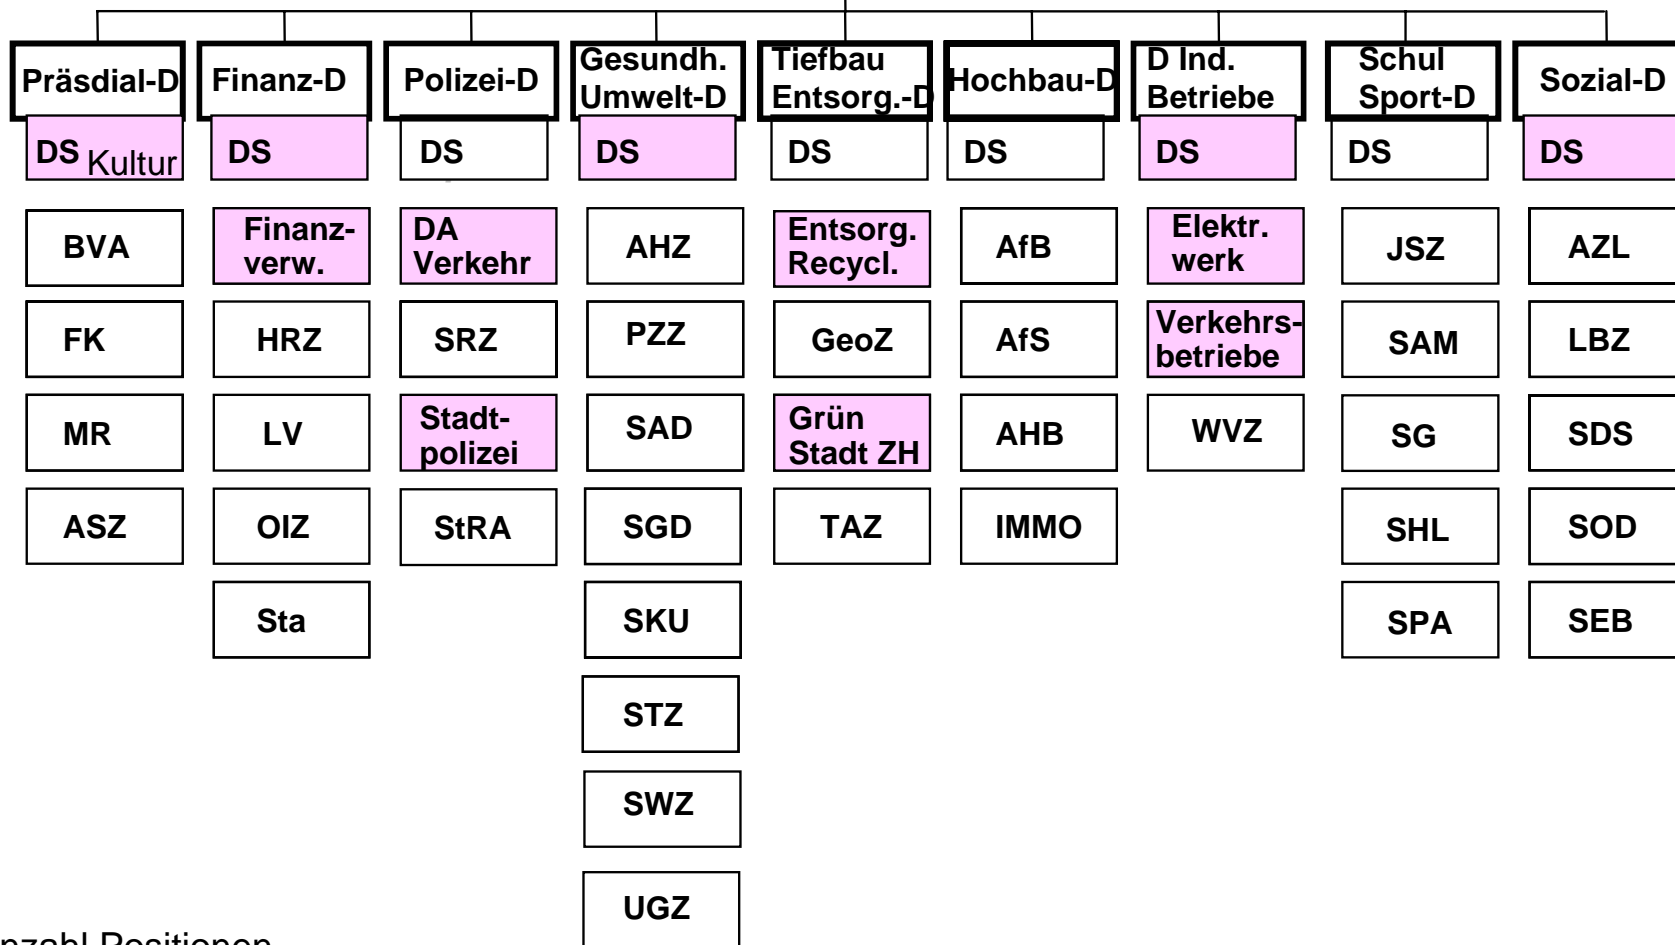 Präsdial-D
Finanz-D
Polizei-D
Gesundh.
Umwelt-D
Tiefbau
Entsorg.-D
Hochbau-D
D Ind.
Betriebe
Schul
Sport-D
Sozial-D
DS Kultur
DS
DS
DS
DS
DS
DS
DS
DS
BVA
Finanz-
verw.
DA
Verkehr
AHZ
Entsorg.
Recycl.
AfB
Elektr.
werk
JSZ
AZL
FK
HRZ
SRZ
PZZ
GeoZ
AfS
Verkehrs-
betriebe
SAM
LBZ
MR
LV
Stadt-
polizei
SAD
Grün
Stadt ZH
AHB
WVZ
SG
SDS
ASZ
OIZ
StRA
SGD
TAZ
IMMO
SHL
SOD
Sta
SKU
SPA
SEB
STZ
SWZ
UGZ
nzahl Positionen